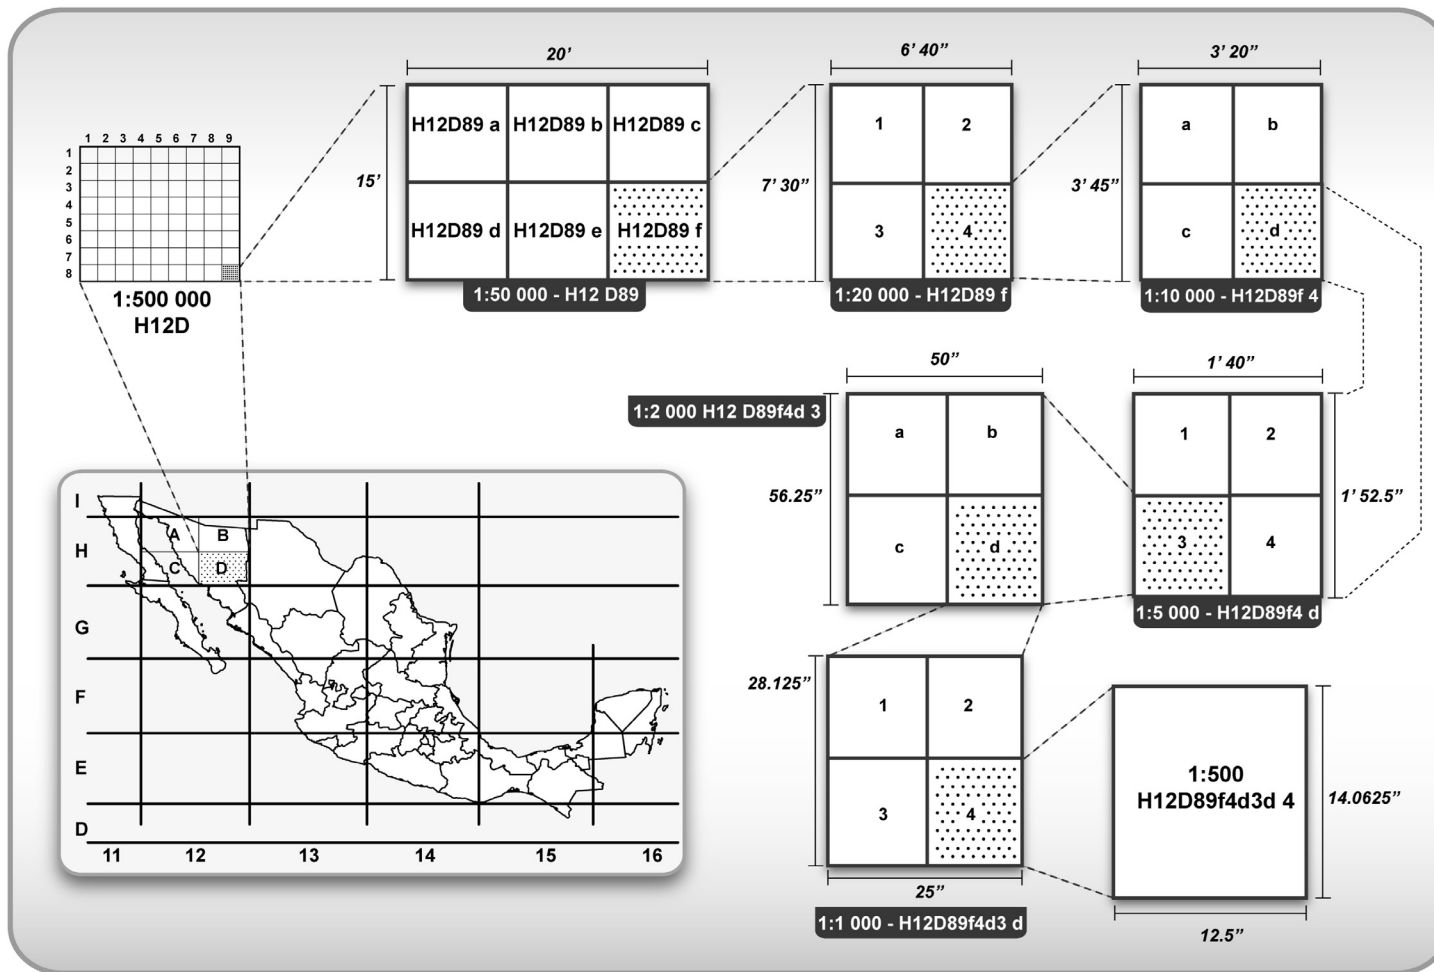 1 2 3 4 5 6 7 8 9
1
2
3
4
5
6
7
8
1:500 000
H12D
20'
15'
H12D89 a H12D89 b H12D89 c
H12D89 d H12D89 e H12D89 f
1:50 000 - H12 D89
6’ 40”
7’ 30”
1 2
3 4
1:20 000 - H12D89 f
3’ 20”
3’ 45”
a b
c d
1:10 000 - H12D89f 4
1’ 40”
1’ 52.5”
1 2
3 4
1:5 000 - H12D89f4 d
50”
1:2 000 H12 D89f4d 3
56.25”
a b
c d
28.125”
1 2
3 4
25”
1:1 000 - H12D89f4d3 d
1:500
H12D89f4d3d 4
14.0625”
12.5”
I
H
G
F
E
D
A B
C D
11 12 13 14 15 16